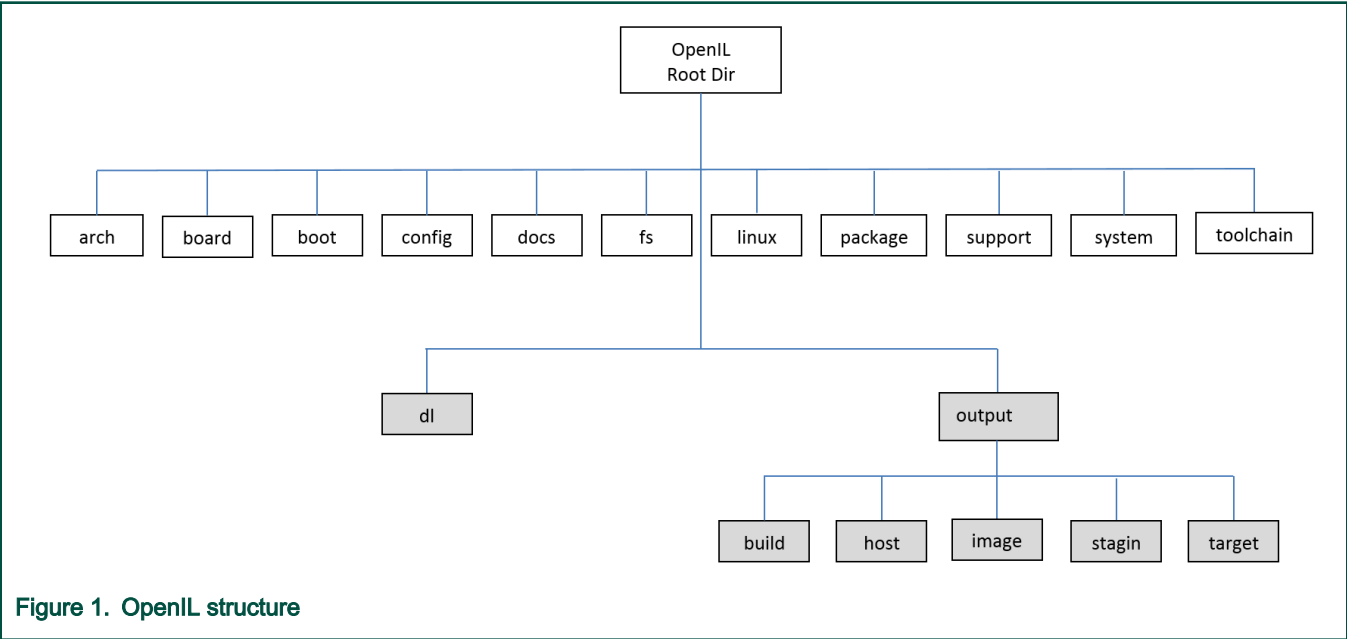 OpenIL
Root Dir
arch
board
boot
config
docs
fs
linux
package
support
system
toolchain
dl
output
build
host
image
stagin
target
Figure 1. OpenIL structure